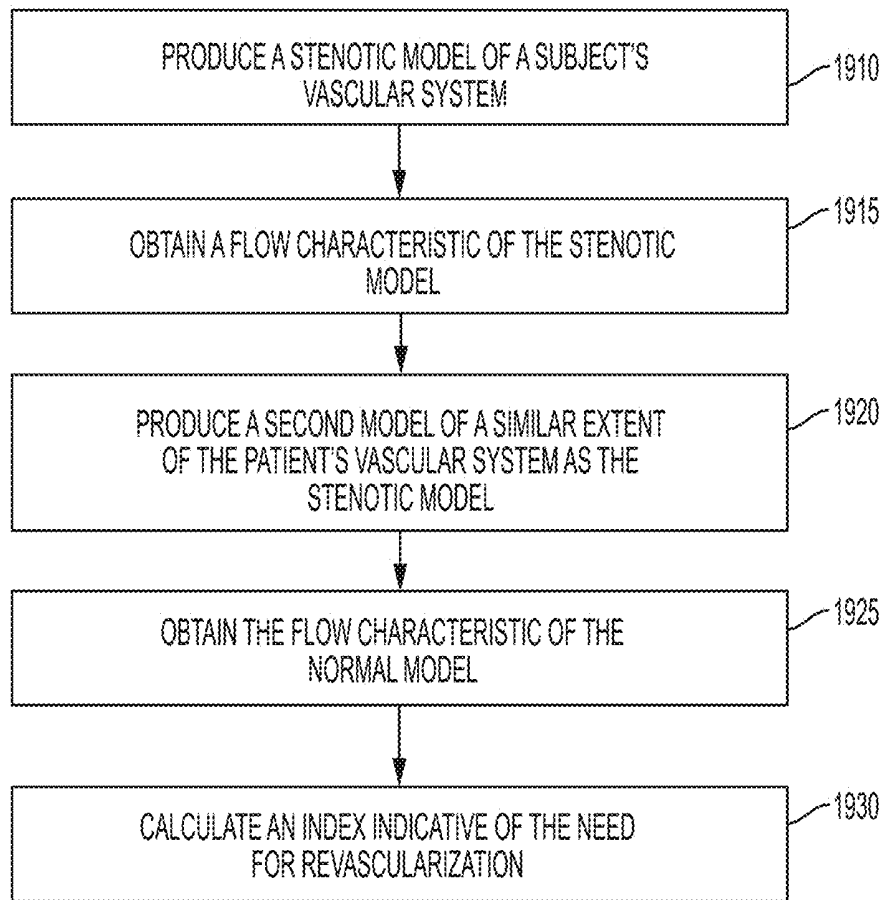 PRODUCE A STENOTIC MODEL OF A SUBJECT'S
VASCULAR SYSTEM
1910
OBTAIN A FLOW CHARACTERISTIC OF THE STENOTIC
MODEL
1915
PRODUCE A SECOND MODEL OF A SIMILAR EXTENT
OF THE PATIENT'S VASCULAR SYSTEM AS THE
STENOTIC MODEL
1920
OBTAIN THE FLOW CHARACTERISTIC OF THE
NORMAL MODEL
1925
CALCULATE AN INDEX INDICATIVE OF THE NEED
FOR REVASCULARIZATION
1930